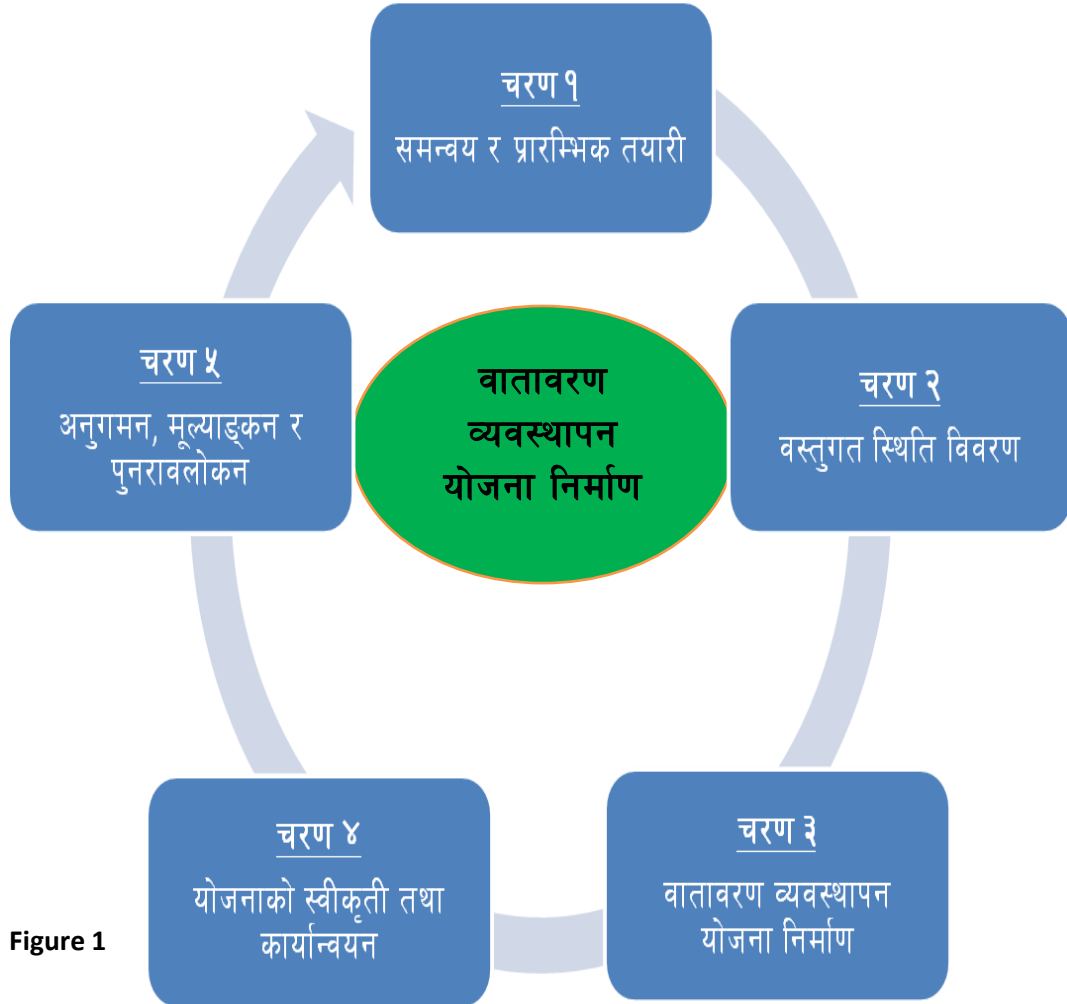 चरण १
समन्वय र प्रारम्भिक तयारी
चरण ५
अनुगमन, मूल्याङ्कन र
पुनरावलोकन
वातावरण
व्यवस्थापन
योजना निर्माण
चरण २
वस्तुगत स्थिति विवरण
चरण ४
योजनाको स्वीकृती तथा
कार्यान्वयन
चरण ३
वातावरण व्यवस्थापन
योजना निर्माण
Figure 1